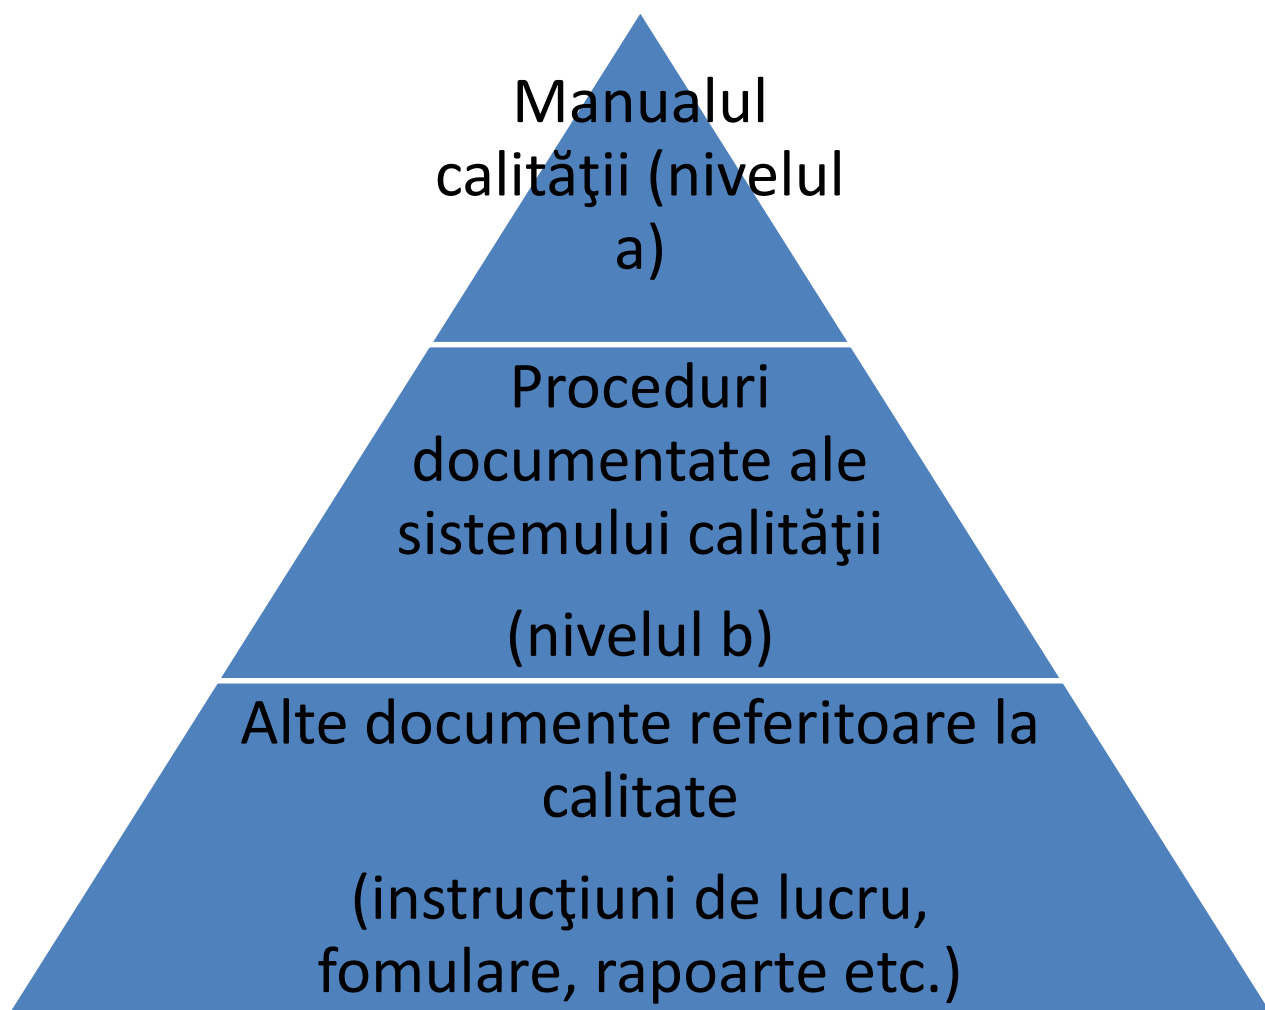 Manualul
calităţii (nivelul
a)
Proceduri
documentate ale
sistemului calităţii
(nivelul b)
Alte documente referitoare la
calitate
(instrucţiuni de lucru,
fomulare, rapoarte etc.)